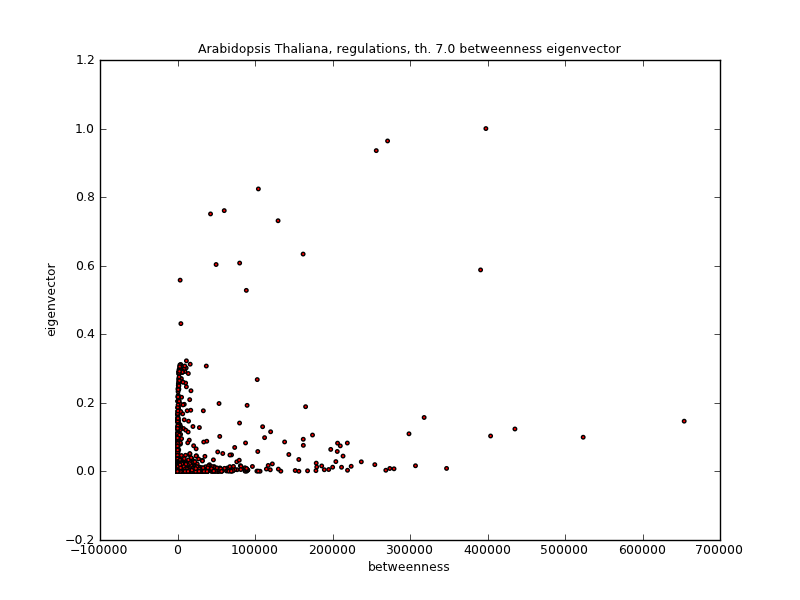 Arabidopsis Thaliana, regulations, th. 7.0 betweenness eigenvector
1.2
1.0
0.8
0.6
0.4
0.2
0.0
−0.2
eigenvector
−100000 0 100000 200000 300000 400000 500000 600000 700000
betweenness